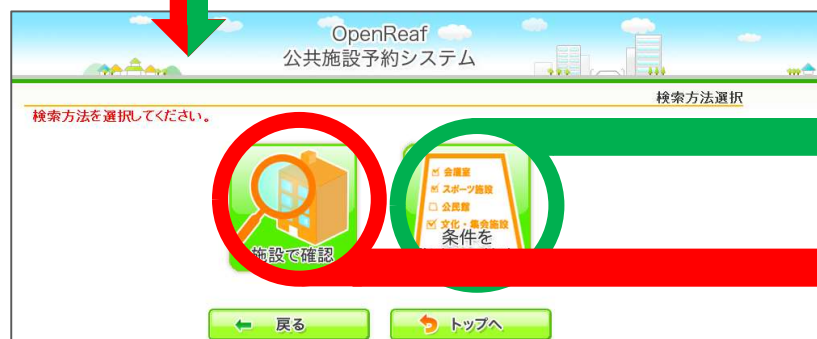 OpenReaf
公共施設予約システム
検索方法選択
検索方法を選択してください。
会議室
スポーツ施設
公民館
文化・集会施設
条件を
施設で確認
戻る
トップへ